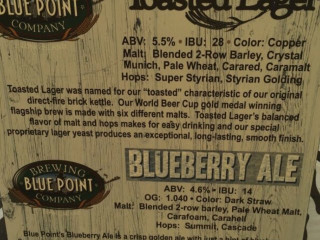 BLUE POINT
COMPANY
Toasted Lager
ABV: 5.5% • IBU: 28 • Color: Copper
Malt: Blended 2-Row Barley, Crystal
Munich, Pale Wheat, Carared, Caramalt
Hops: Super Styrian, Styrian Golding
Toasted Lager was named for our "toasted" characteristic of our original
direct-fire brick kettle. Our World Beer Cup gold medal winning
flagship brew is made with six different malts. Toasted Lager's balanced
flavor of malt and hops makes for easy drinking and our special
proprietary lager yeast produces an exceptional, long-lasting, smooth finish.
BREWING
BLUE POINT
COMPANY
BLUEBERRY ALE
ABV: 4.6% • IBU: 14
OG: 1.040 • Color: Dark Straw
Malt: Blended 2-row barley, Pale Wheat Malt,
Carafoam, Carahell
Hops: Summit, Cascade
Blue Point's Blueberry Ale is a crisp golden ale with just a hint of